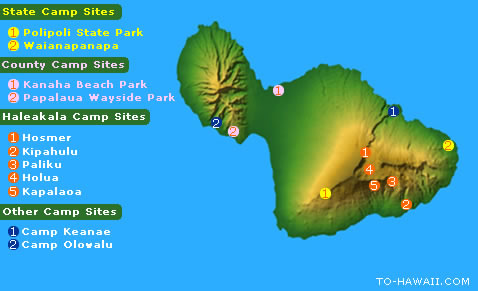 State Camp Sites
1 Polipoli State Park
2 Waianapanapa
County Camp Sites
1 Kanaha Beach Park
2 Papalaua Wayside Park
Haleakala Camp Sites
1 Hosmer
2 Kipahulu
3 Paliku
4 Holua
5 Kapalaoa
Other Camp Sites
1 Camp Keanae
2 Camp Olowalu
1
1
2
2
1
2
1
4
3
5
2
1
TO-HAWAII.COM